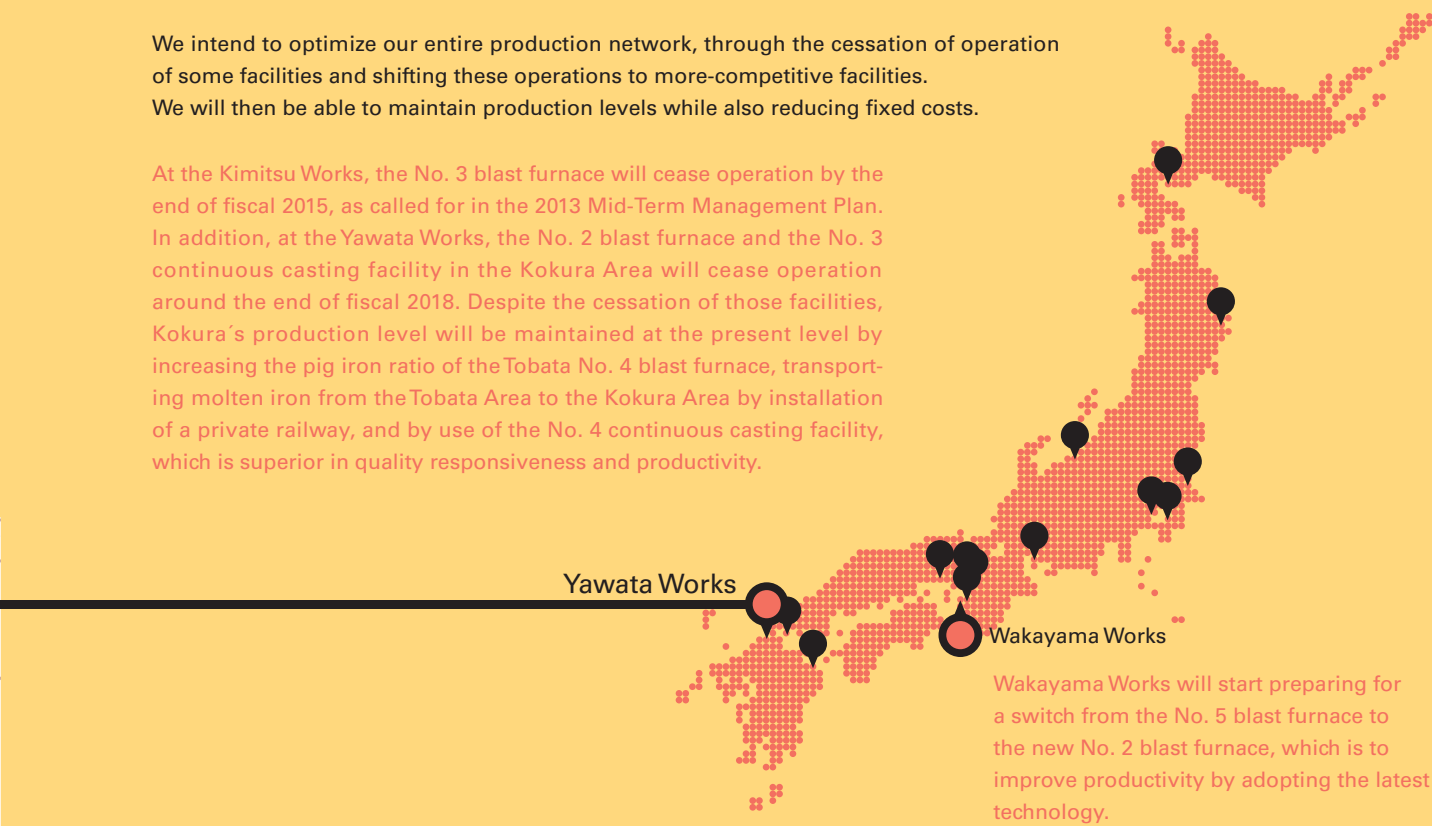 We intend to optimize our entire production network, through the cessation of operation
of some facilities and shifting these operations to more-competitive facilities.
We will then be able to maintain production levels while also reducing fixed costs.
At the Kimitsu Works, the No. 3 blast furnace will cease operation by the
end of fiscal 2015, as called for in the 2013 Mid-Term Management Plan.
In addition, at the Yawata Works, the No. 2 blast furnace and the No. 3
continuous casting facility in the Kokura Area will cease operation
around the end of fiscal 2018. Despite the cessation of those facilities,
Kokura´s production level will be maintained at the present level by
increasing the pig iron ratio of the Tobata No. 4 blast furnace, transport-
ing molten iron from the Tobata Area to the Kokura Area by installation
of a private railway, and by use of the No. 4 continuous casting facility,
which is superior in quality responsiveness and productivity.
Yawata Works
Wakayama Works
Wakayama Works will start preparing for
a switch from the No. 5 blast furnace to
the new No. 2 blast furnace, which is to
improve productivity by adopting the latest
technology.